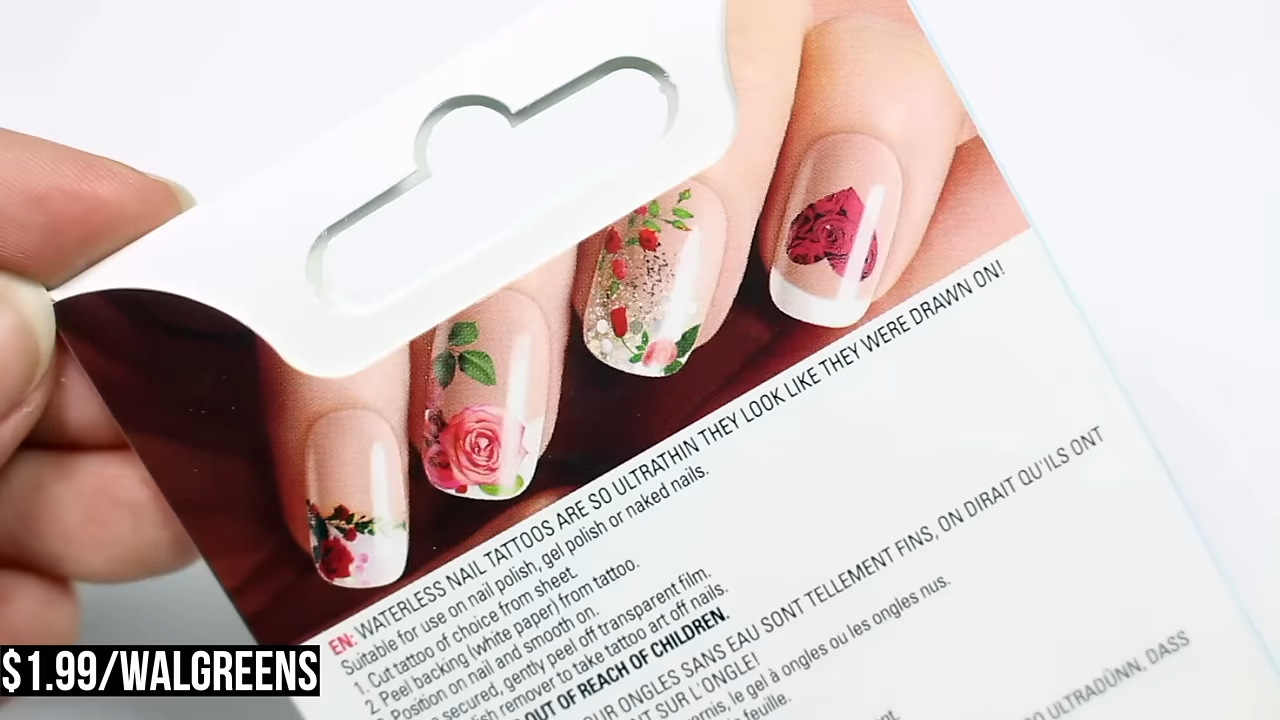 EN: WATERLESS NAIL TATTOOS ARE SO ULTRATHIN THEY LOOK LIKE THEY WERE DRAWN ON!
Suitable for use on nail polish, gel polish or naked nails.
1. Cut tattoo of choice from sheet.
2. Peel backing (white paper) from tattoo.
Position on nail and smooth on.
secured, gently peel off transparent film.
remover to take tattoo art off nails.
OUT OF REACH OF CHILDREN.
ONGLES SANS EAU SONT TELLEMENT FINS, ON DIRAIT QU'ILS ONT
SUR L'ONGLE!
le gel à ongles ou les ongles nus.
feuille.
ULTRADÜNN, DASS
$1.99/WALGREENS